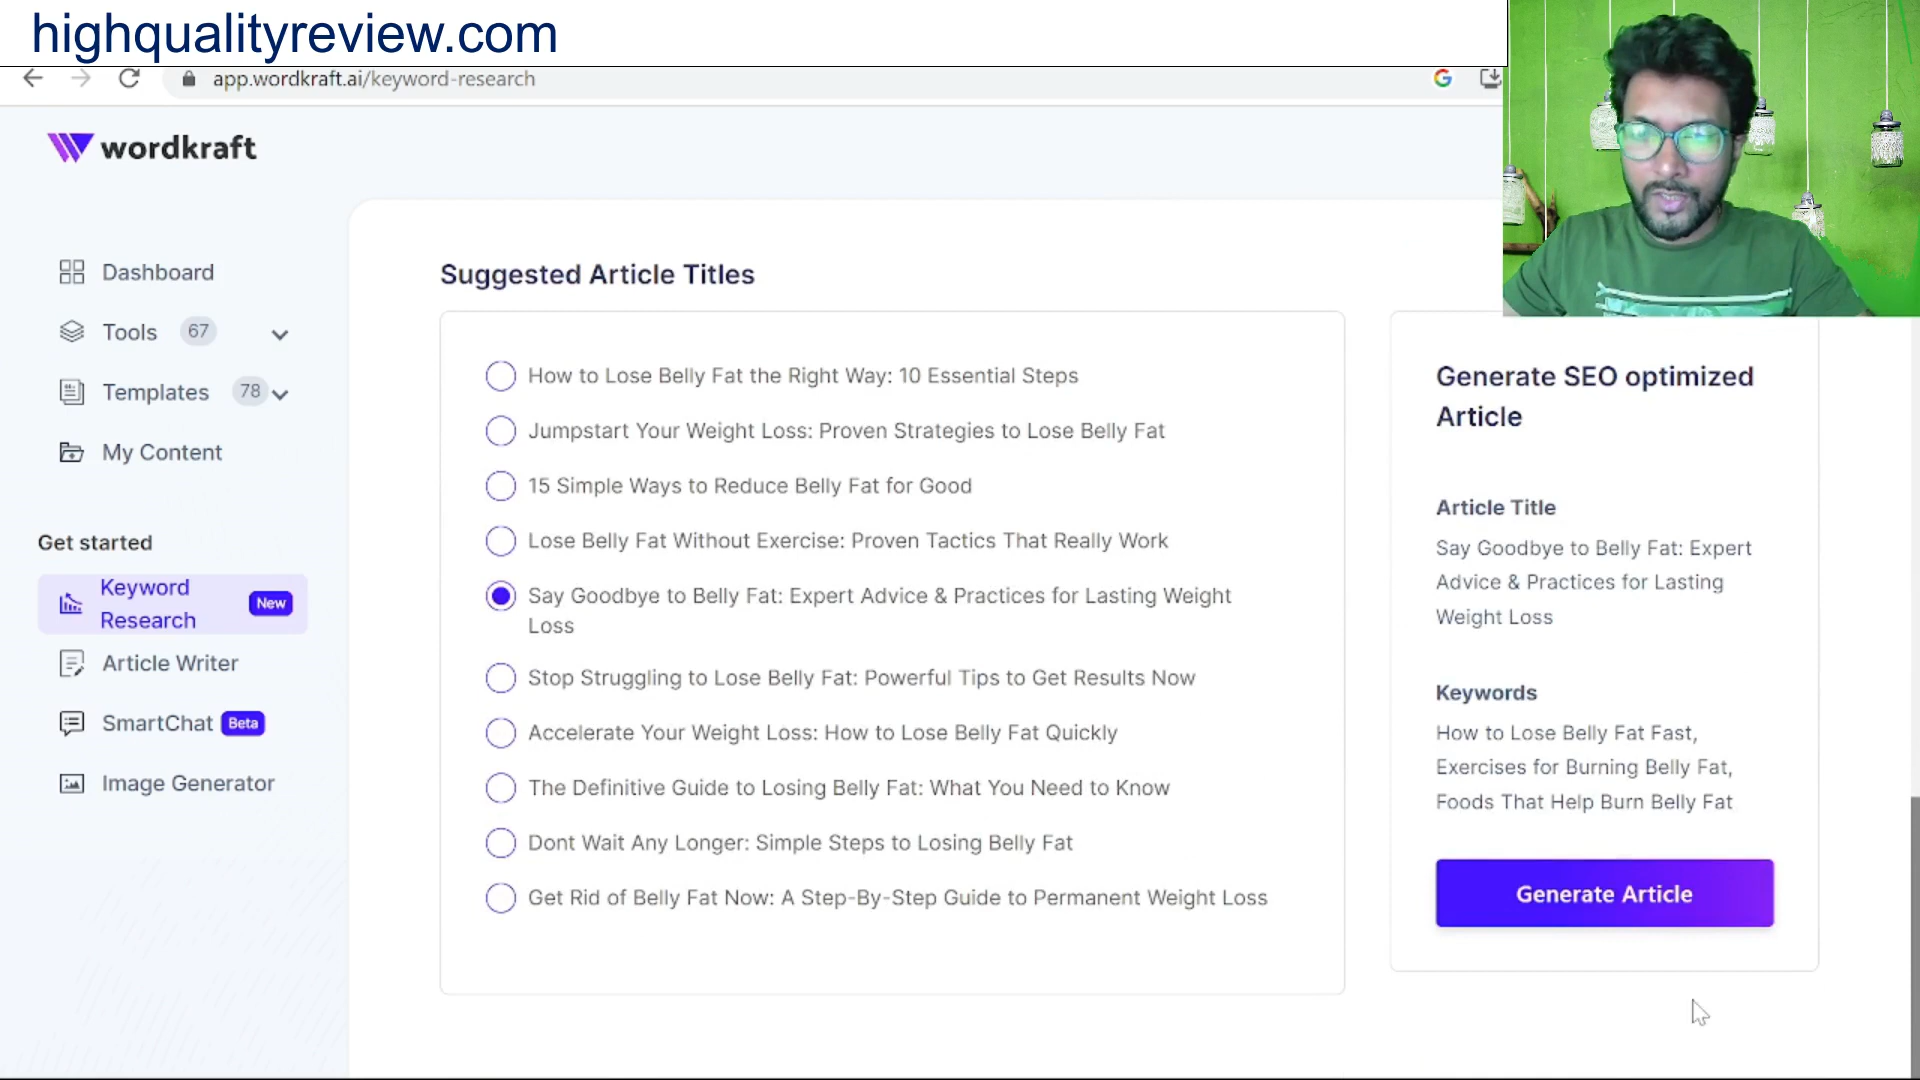 highqualityreview.com
app.wordkraft.ai/keyword-research
wordkraft
Dashboard
Tools 67
Templates 78
My Content
Get started
Keyword
Research
New
Article Writer
SmartChat Beta
Image Generator
Suggested Article Titles
How to Lose Belly Fat the Right Way: 10 Essential Steps
Jumpstart Your Weight Loss: Proven Strategies to Lose Belly Fat
15 Simple Ways to Reduce Belly Fat for Good
Lose Belly Fat Without Exercise: Proven Tactics That Really Work
Say Goodbye to Belly Fat: Expert Advice & Practices for Lasting Weight
Loss
Stop Struggling to Lose Belly Fat: Powerful Tips to Get Results Now
Accelerate Your Weight Loss: How to Lose Belly Fat Quickly
The Definitive Guide to Losing Belly Fat: What You Need to Know
Dont Wait Any Longer: Simple Steps to Losing Belly Fat
Get Rid of Belly Fat Now: A Step-By-Step Guide to Permanent Weight Loss
Generate SEO optimized
Article
Article Title
Say Goodbye to Belly Fat: Expert
Advice & Practices for Lasting
Weight Loss
Keywords
How to Lose Belly Fat Fast,
Exercises for Burning Belly Fat,
Foods That Help Burn Belly Fat
Generate Article